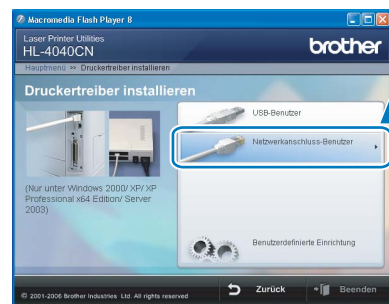 Macromedia Flash Player 8
Laser Printer Utilities
HL-4040CN
brother
Hauptmenü >> Druckertreiber installieren
Druckertreiber installieren
USB-Benutzer
Netzwerkanschluss-Benutzer
(Nur unter Windows 2000/ XP/ XP
Professional x64 Edition/ Server
2003)
Benutzerdefinierte Einrichtung
© 2001-2006 Brother Industries Ltd. All rights reserved
Zurück
Beenden